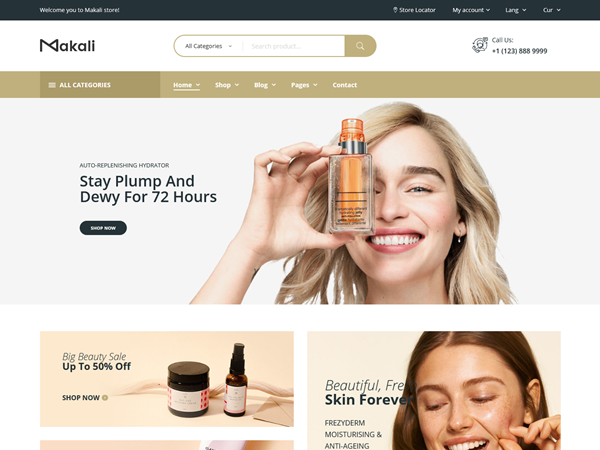 Welcome you to Makali store!
Store Locator
My account
Lang
Cur
Makali
All Categories
Search product...
Call Us:
+1 (123) 888 9999
ALL CATEGORIES
Home
Shop
Blog
Pages
Contact
AUTO-REPLENISHING HYDRATOR
Stay Plump And
Dewy For 72 Hours
SHOP NOW
Big Beauty Sale
Up To 50% Off
SHOP NOW
Beautiful, Fre
Skin Forever
FREZYDERM
MOISTURISING &
ANTI-AGEING